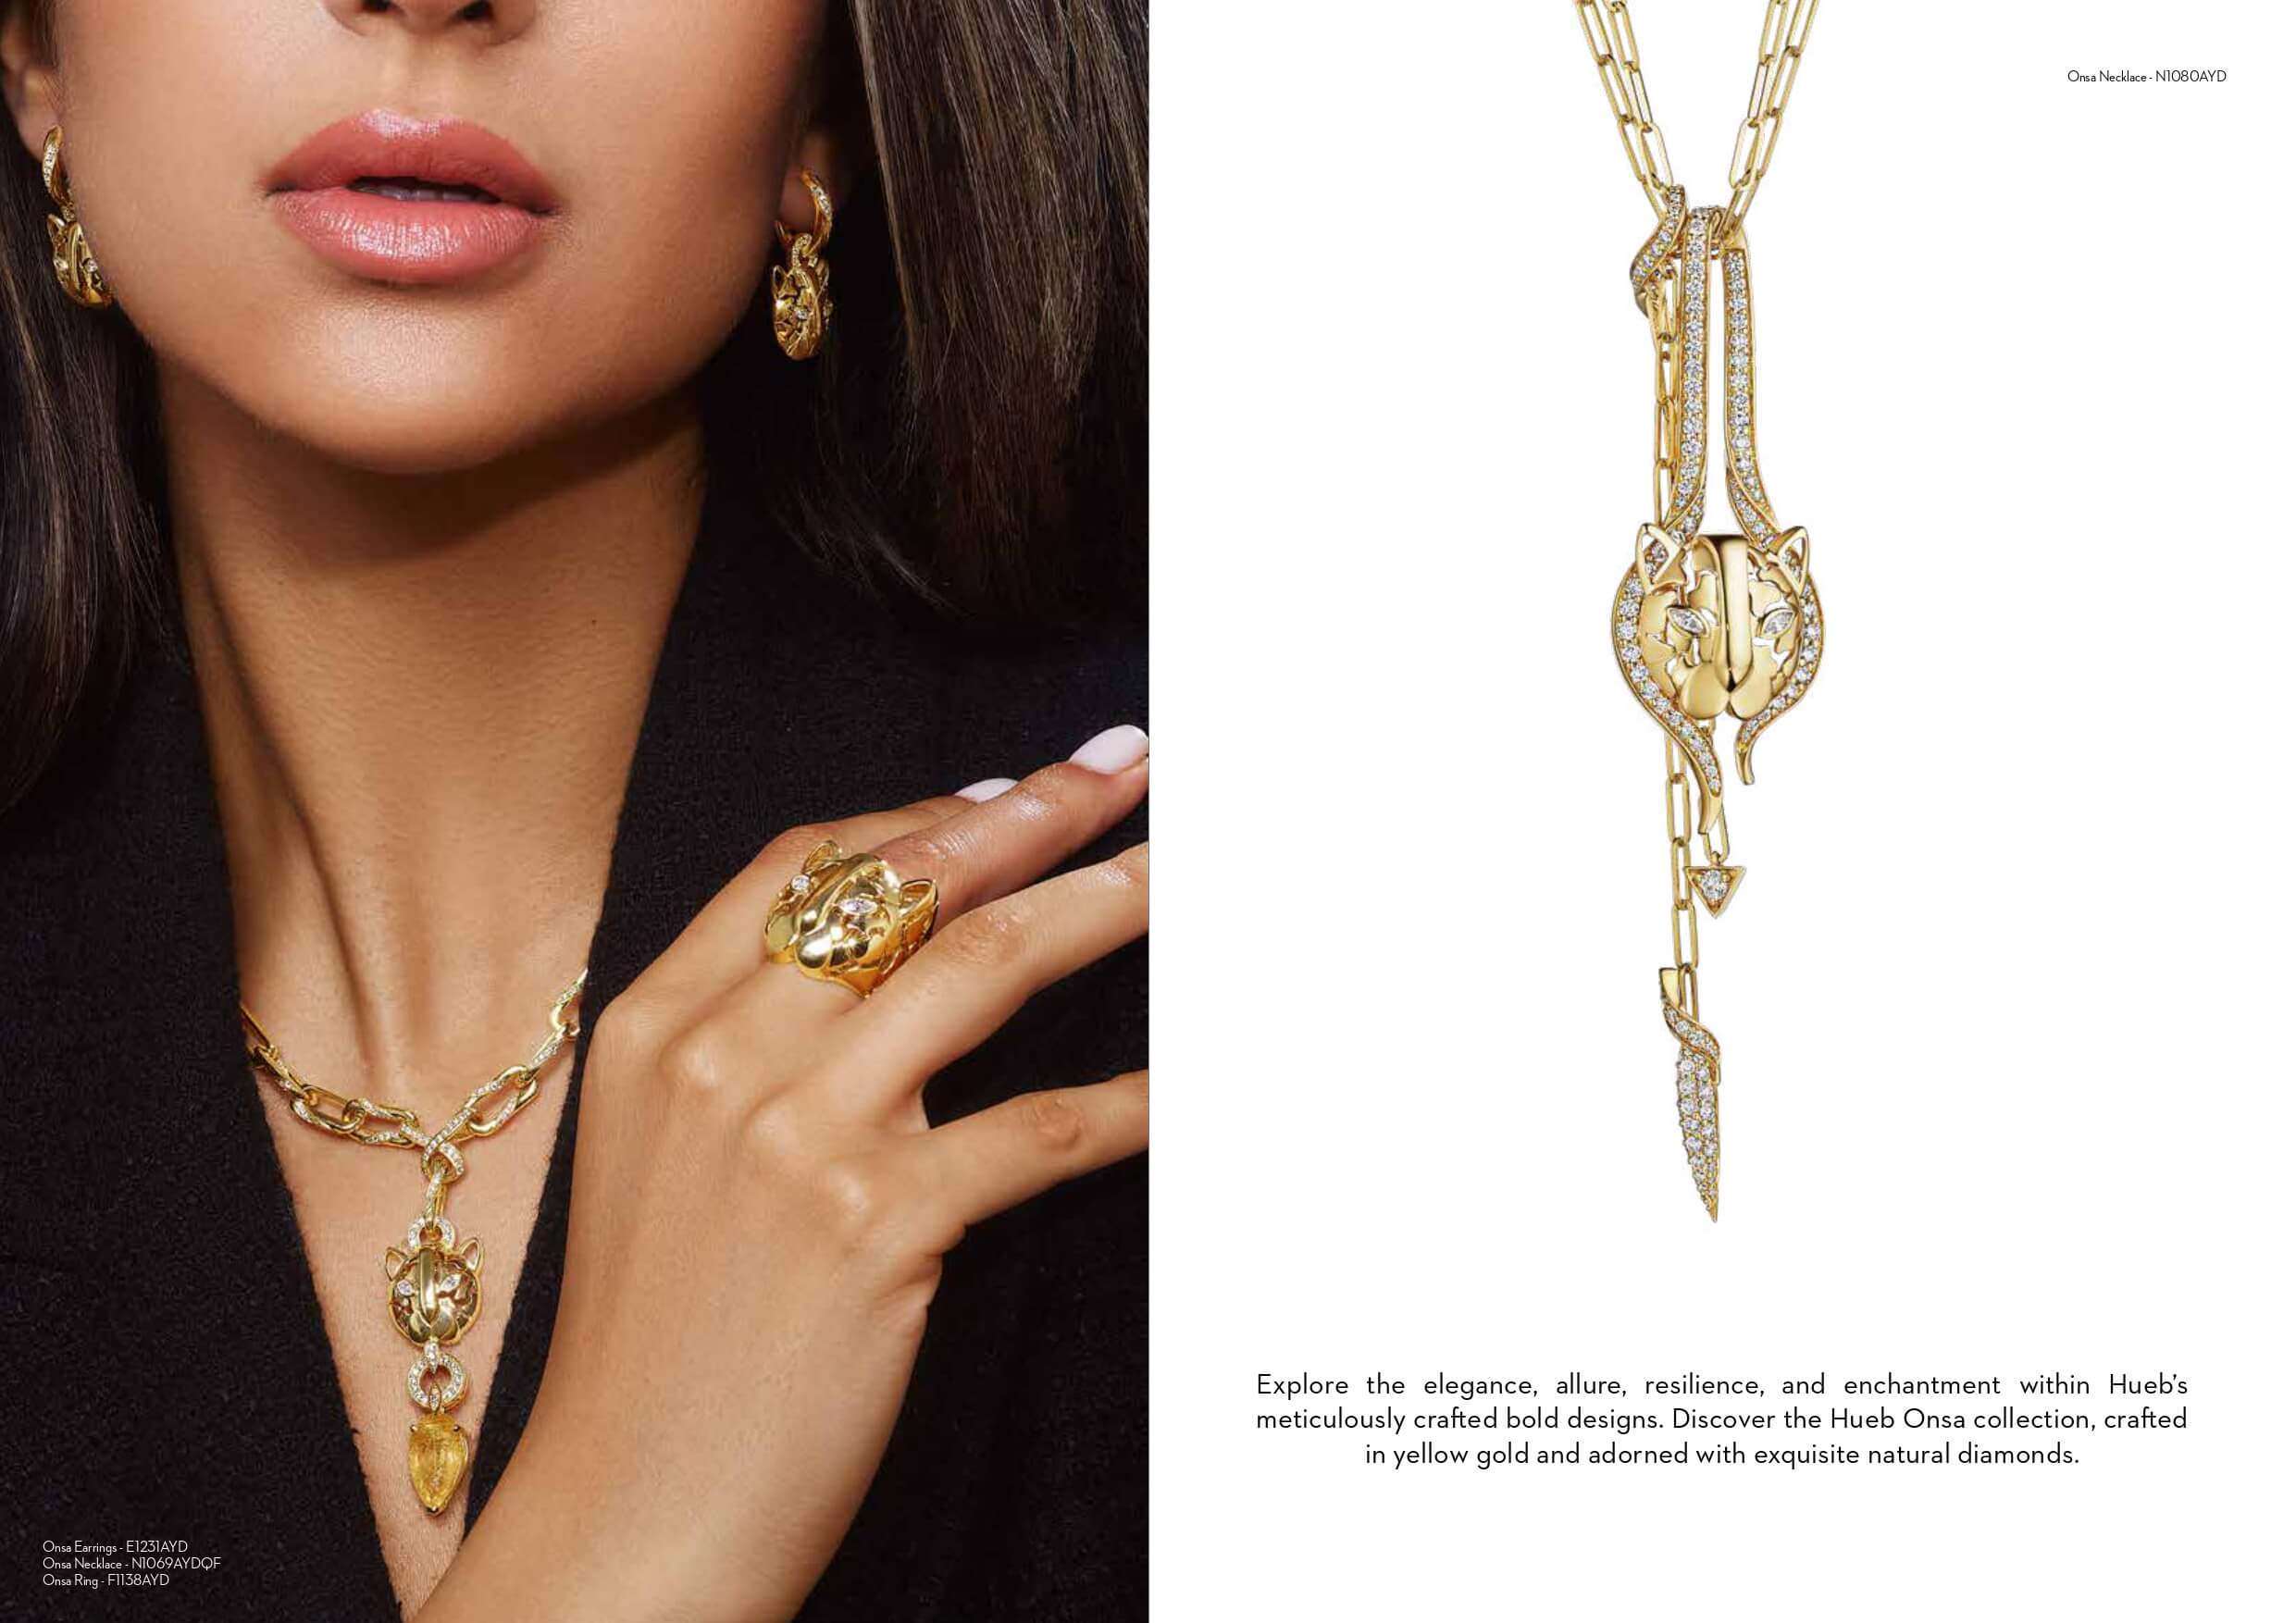 Onsa Earrings - E1231AYD
Onsa Necklace - N1069AYDQF
Onsa Ring - F1138AYD
Onsa Necklace - N1080AYD
Explore the elegance, allure, resilience, and enchantment within Hueb's
meticulously crafted bold designs. Discover the Hueb Onsa collection, crafted
in yellow gold and adorned with exquisite natural diamonds.